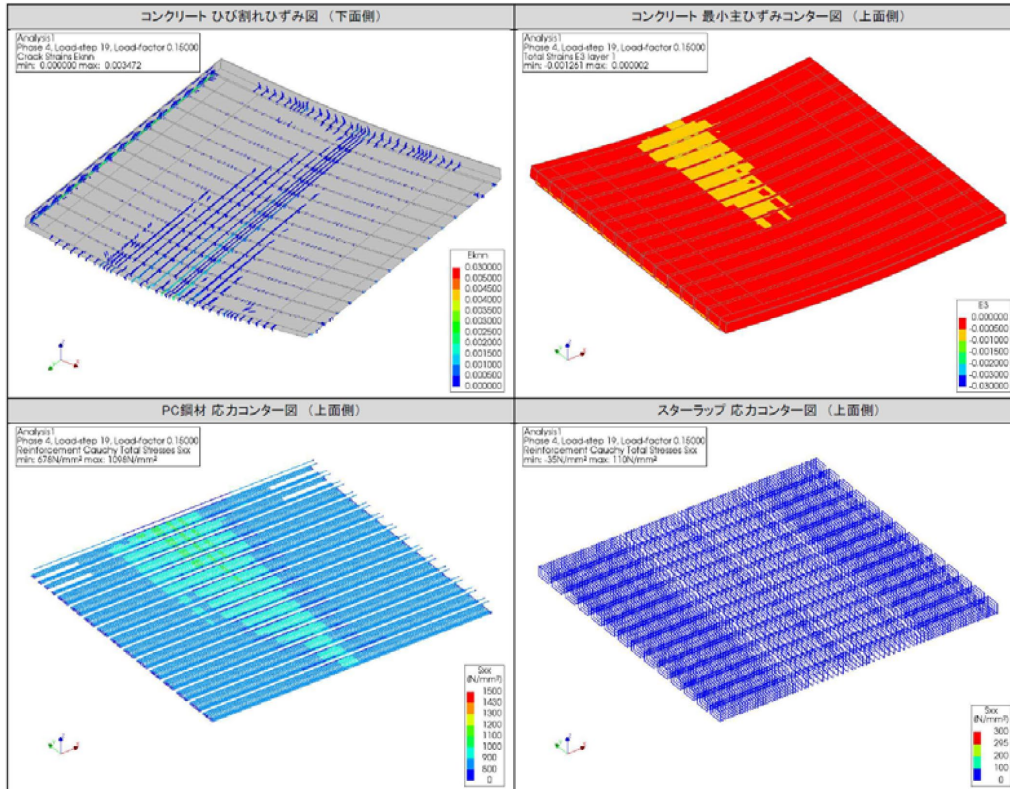 コンクリート ひび割れひずみ図 (下面側)
Analysis1
Phase 4, Load-step 19, Load-factor 0.15000
Crack Strains Eknn
min: 0.000000 max: 0.003472
Eknn
0.030000
0.005000
0.004500
0.004000
0.003500
0.003000
0.002500
0.002000
0.001500
0.001000
0.000500
0.000000
コンクリート 最小主ひずみコンター図 (上面側)
Analysis1
Phase 4, Load-step 19, Load-factor 0.15000
Total Strains E3 layer 1
min: -0.001261 max: 0.000002
E3
0.000000
-0.000500
-0.001000
-0.001500
-0.002000
-0.003000
-0.030000
PC鋼材 応力コンター図 (上面側)
Analysis1
Phase 4, Load-step 19, Load-factor 0.15000
Reinforcement Cauchy Total Stresses Sxx
min: 678N/mm² max: 1098N/mm²
Sxx
(N/mm²)
1500
1430
1300
1200
1100
1000
900
800
0
スターラップ 応力コンター図 (上面側)
Analysis1
Phase 4, Load-step 19, Load-factor 0.15000
Reinforcement Cauchy Total Stresses Sxx
min: -35N/mm² max: 110N/mm²
Sxx
(N/mm²)
300
295
200
100
0